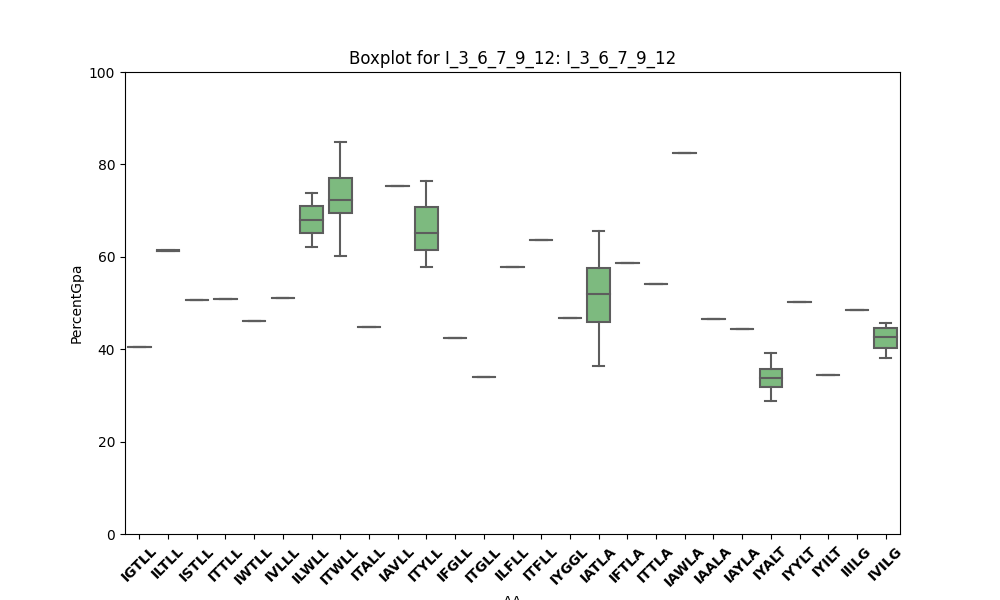 Boxplot for I_3_6_7_9_12: I_3_6_7_9_12
PercentGpa
100
80
60
40
20
0
IGTLL
ILTLL
ISTLL
ITTLL
IWTLL
IVLLL
ILWLL
ITWLL
ITALL
IAVLL
ITYLL
IFGLL
ITGLL
ILFLL
ITFLL
IYGGL
IATLA
IFTLA
ITTLA
IAWLA
IAALA
IAYLA
IYALT
IYYLT
IYILT
IIILG
IVILG
AA